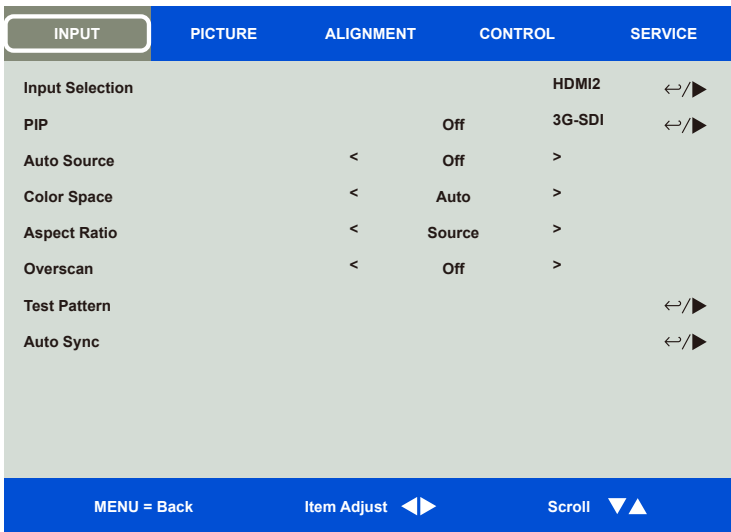 INPUT PICTURE ALIGNMENT CONTROL SERVICE
Input Selection HDMI2 ↩/▶
PIP Off 3G-SDI ↩/▶
Auto Source < Off >
Color Space < Auto >
Aspect Ratio < Source >
Overscan < Off >
Test Pattern ↩/▶
Auto Sync ↩/▶
MENU = Back Item Adjust ◀▶ Scroll ▼▲